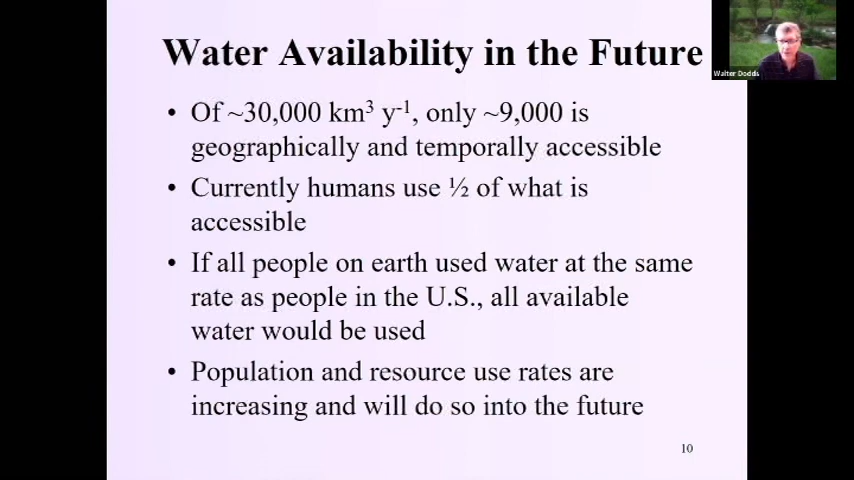 Water Availability in the Future
Walter Dodds
• Of ~30,000 km³ y⁻¹, only ~9,000 is
geographically and temporally accessible
• Currently humans use ½ of what is
accessible
• If all people on earth used water at the same
rate as people in the U.S., all available
water would be used
• Population and resource use rates are
increasing and will do so into the future
10